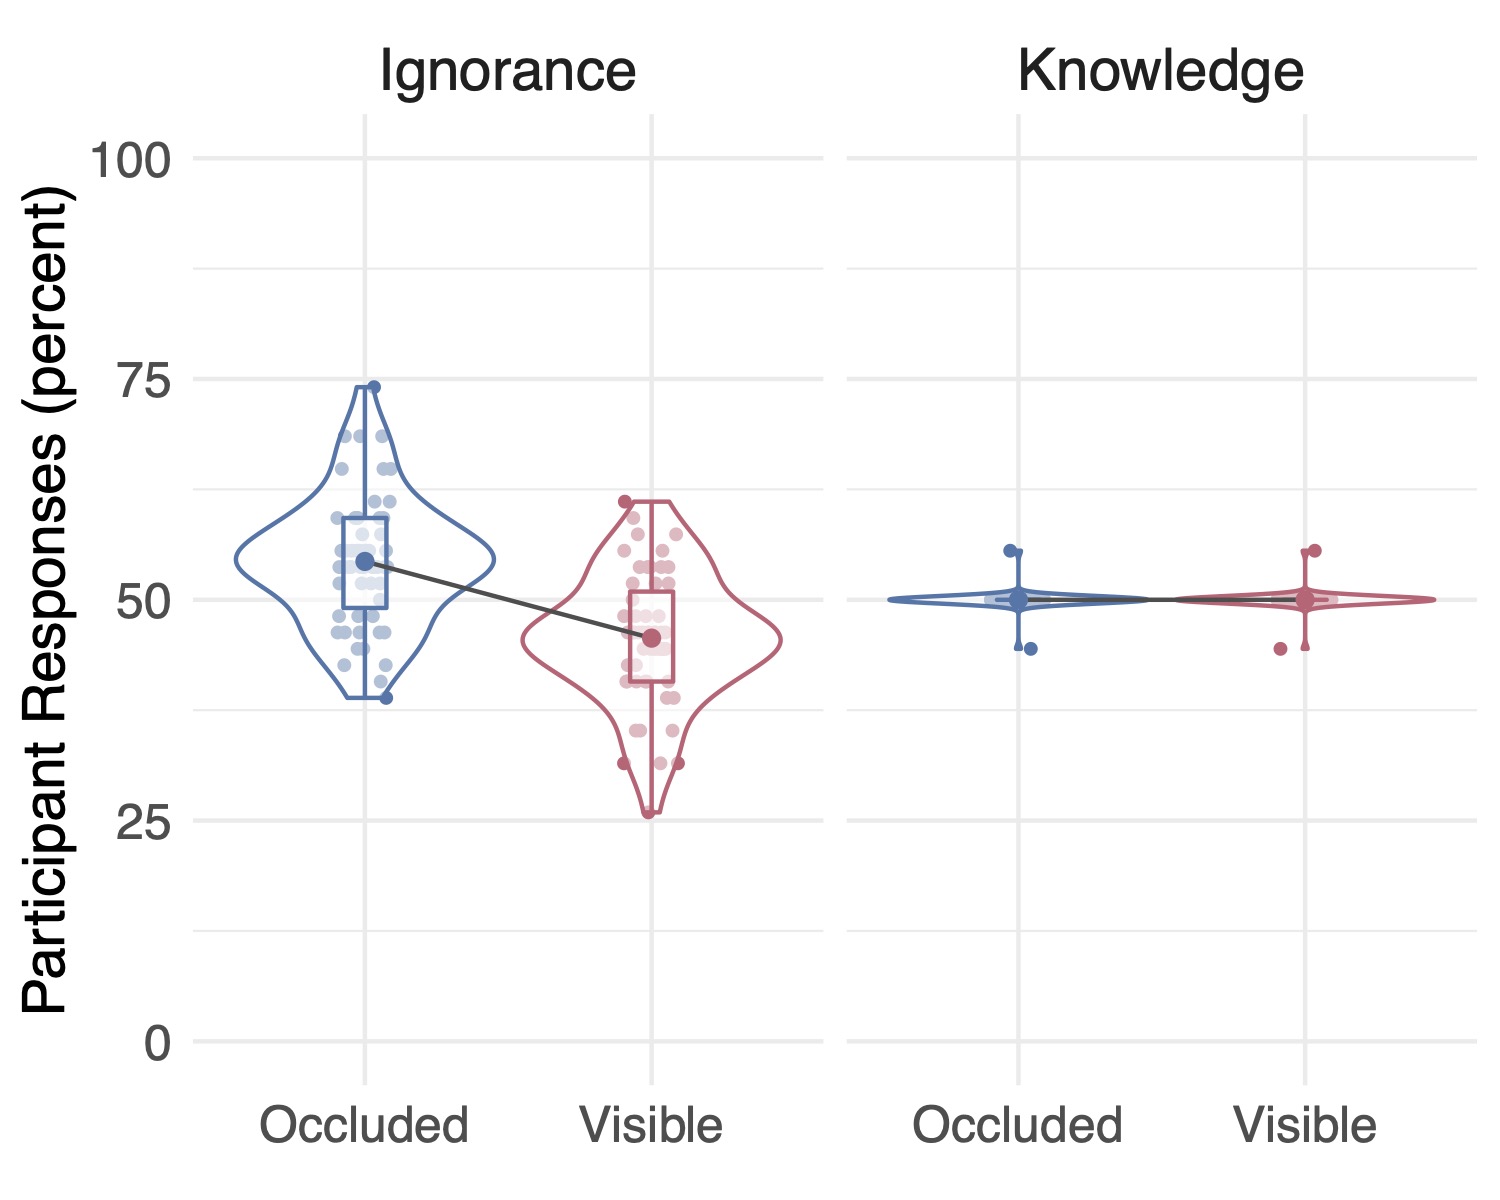 Ignorance
Knowledge
Participant Responses (percent)
100
75
50
25
0
Occluded
Visible
Occluded
Visible